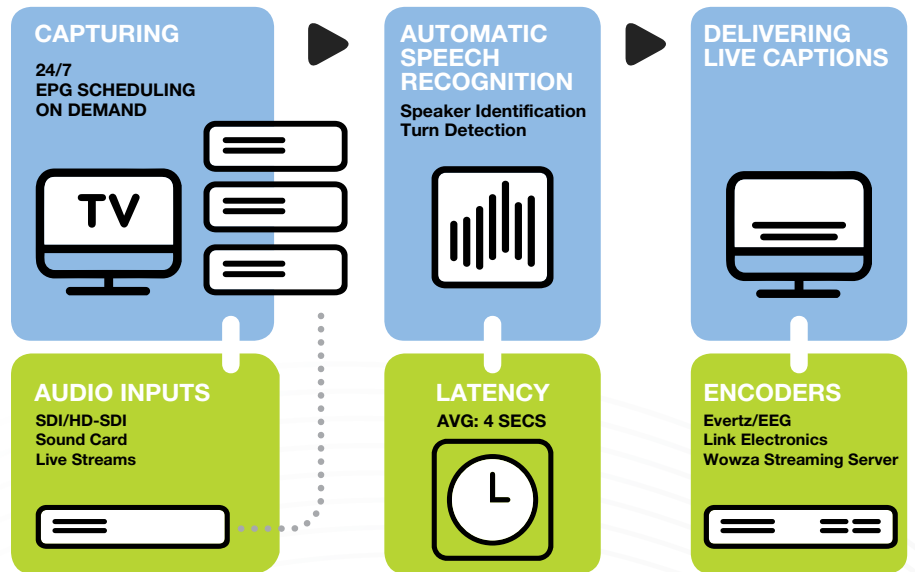 CAPTURING
24/7
EPG SCHEDULING
ON DEMAND
TV
AUTOMATIC
SPEECH
RECOGNITION
Speaker Identification
Turn Detection
DELIVERING
LIVE CAPTIONS
AUDIO INPUTS
SDI/HD-SDI
Sound Card
Live Streams
LATENCY
AVG: 4 SECS
ENCODERS
Evertz/EEG
Link Electronics
Wowza Streaming Server